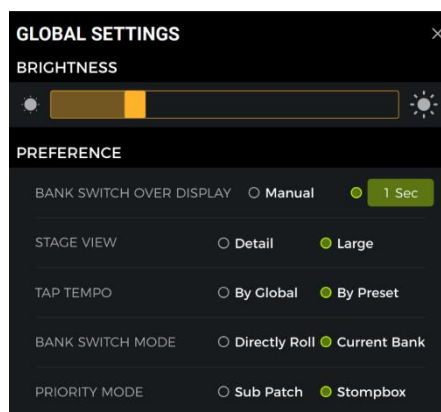 GLOBAL SETTINGS
BRIGHTNESS
PREFERENCE
BANK SWITCH OVER DISPLAY Manual 1 Sec
STAGE VIEW Detail Large
TAP TEMPO By Global By Preset
BANK SWITCH MODE Directly Roll Current Bank
PRIORITY MODE Sub Patch Stompbox